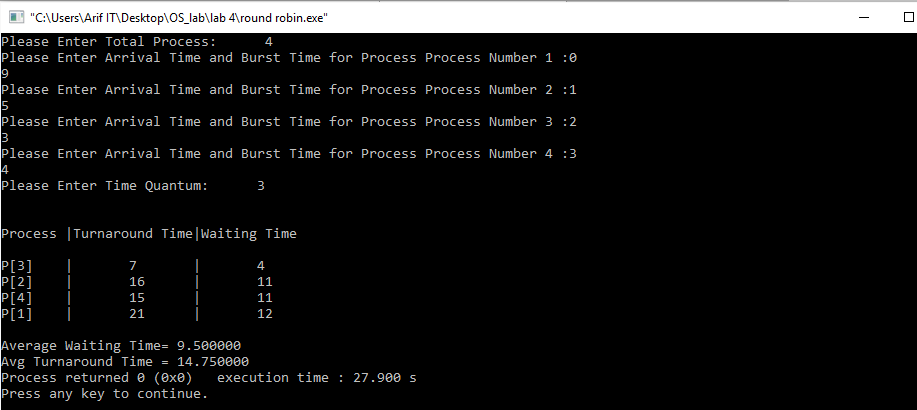 "C:\Users\Arif IT\Desktop\OS_lab\lab 4\round robin.exe"
Please Enter Total Process:      4
Please Enter Arrival Time and Burst Time for Process Process Number 1 :0
9
Please Enter Arrival Time and Burst Time for Process Process Number 2 :1
5
Please Enter Arrival Time and Burst Time for Process Process Number 3 :2
3
Please Enter Arrival Time and Burst Time for Process Process Number 4 :3
4
Please Enter Time Quantum:      3
Process |Turnaround Time|Waiting Time
P[3]    |       7       |       4
P[2]    |       16      |       11
P[4]    |       15      |       11
P[1]    |       21      |       12
Average Waiting Time= 9.500000
Avg Turnaround Time = 14.750000
Process returned 0 (0x0)   execution time : 27.900 s
Press any key to continue.